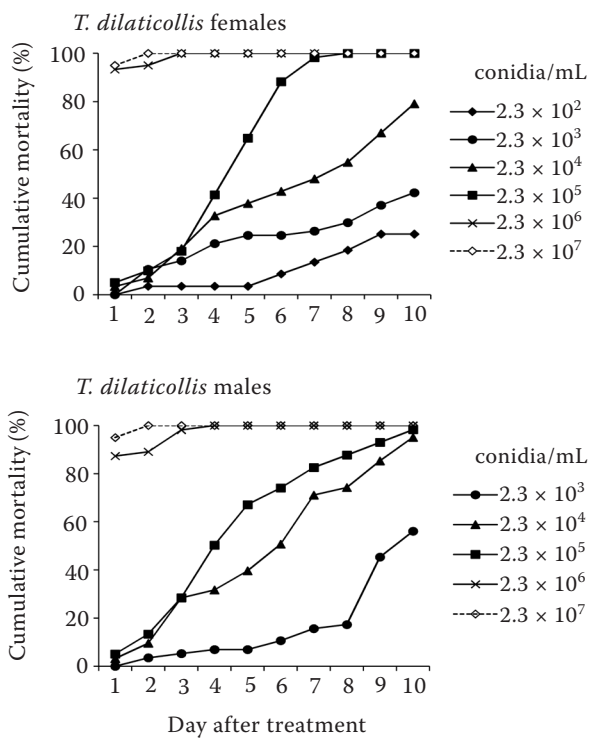 T. dilaticollis females
Cumulative mortality (%)
100
80
60
40
20
0
1 2 3 4 5 6 7 8 9 10
conidia/mL
2.3 × 10²
2.3 × 10³
2.3 × 10⁴
2.3 × 10⁵
2.3 × 10⁶
2.3 × 10⁷
T. dilaticollis males
Cumulative mortality (%)
100
80
60
40
20
0
1 2 3 4 5 6 7 8 9 10
Day after treatment
conidia/mL
2.3 × 10³
2.3 × 10⁴
2.3 × 10⁵
2.3 × 10⁶
2.3 × 10⁷